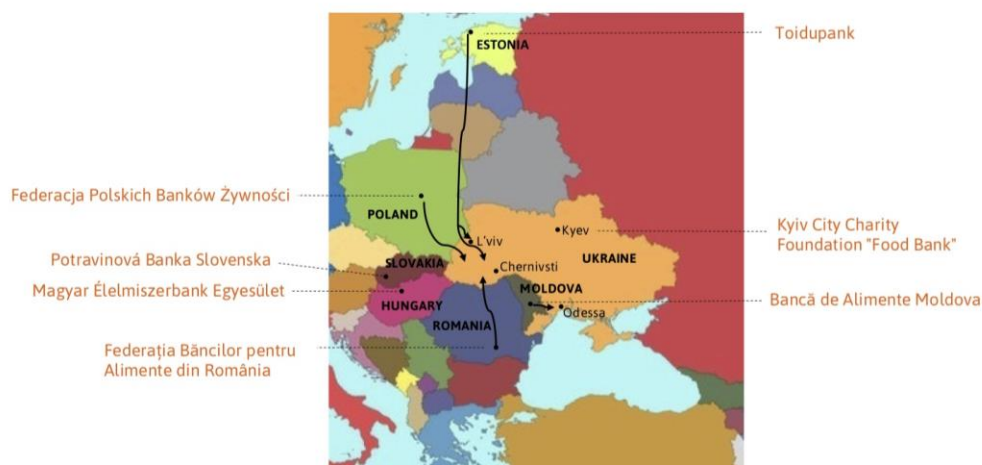 Toidupank
ESTONIA
Federacja Polskich Banków Żywności
POLAND
L'viv
Kyev
Kyiv City Charity
Foundation "Food Bank"
UKRAINE
Potravinová Banka Slovenska
SLOVAKIA
Chernivsti
Magyar Élelmiszerbank Egyesület
HUNGARY
MOLDOVA
Bancă de Alimente Moldova
Odessa
ROMANIA
Federația Băncilor pentru
Alimente din România